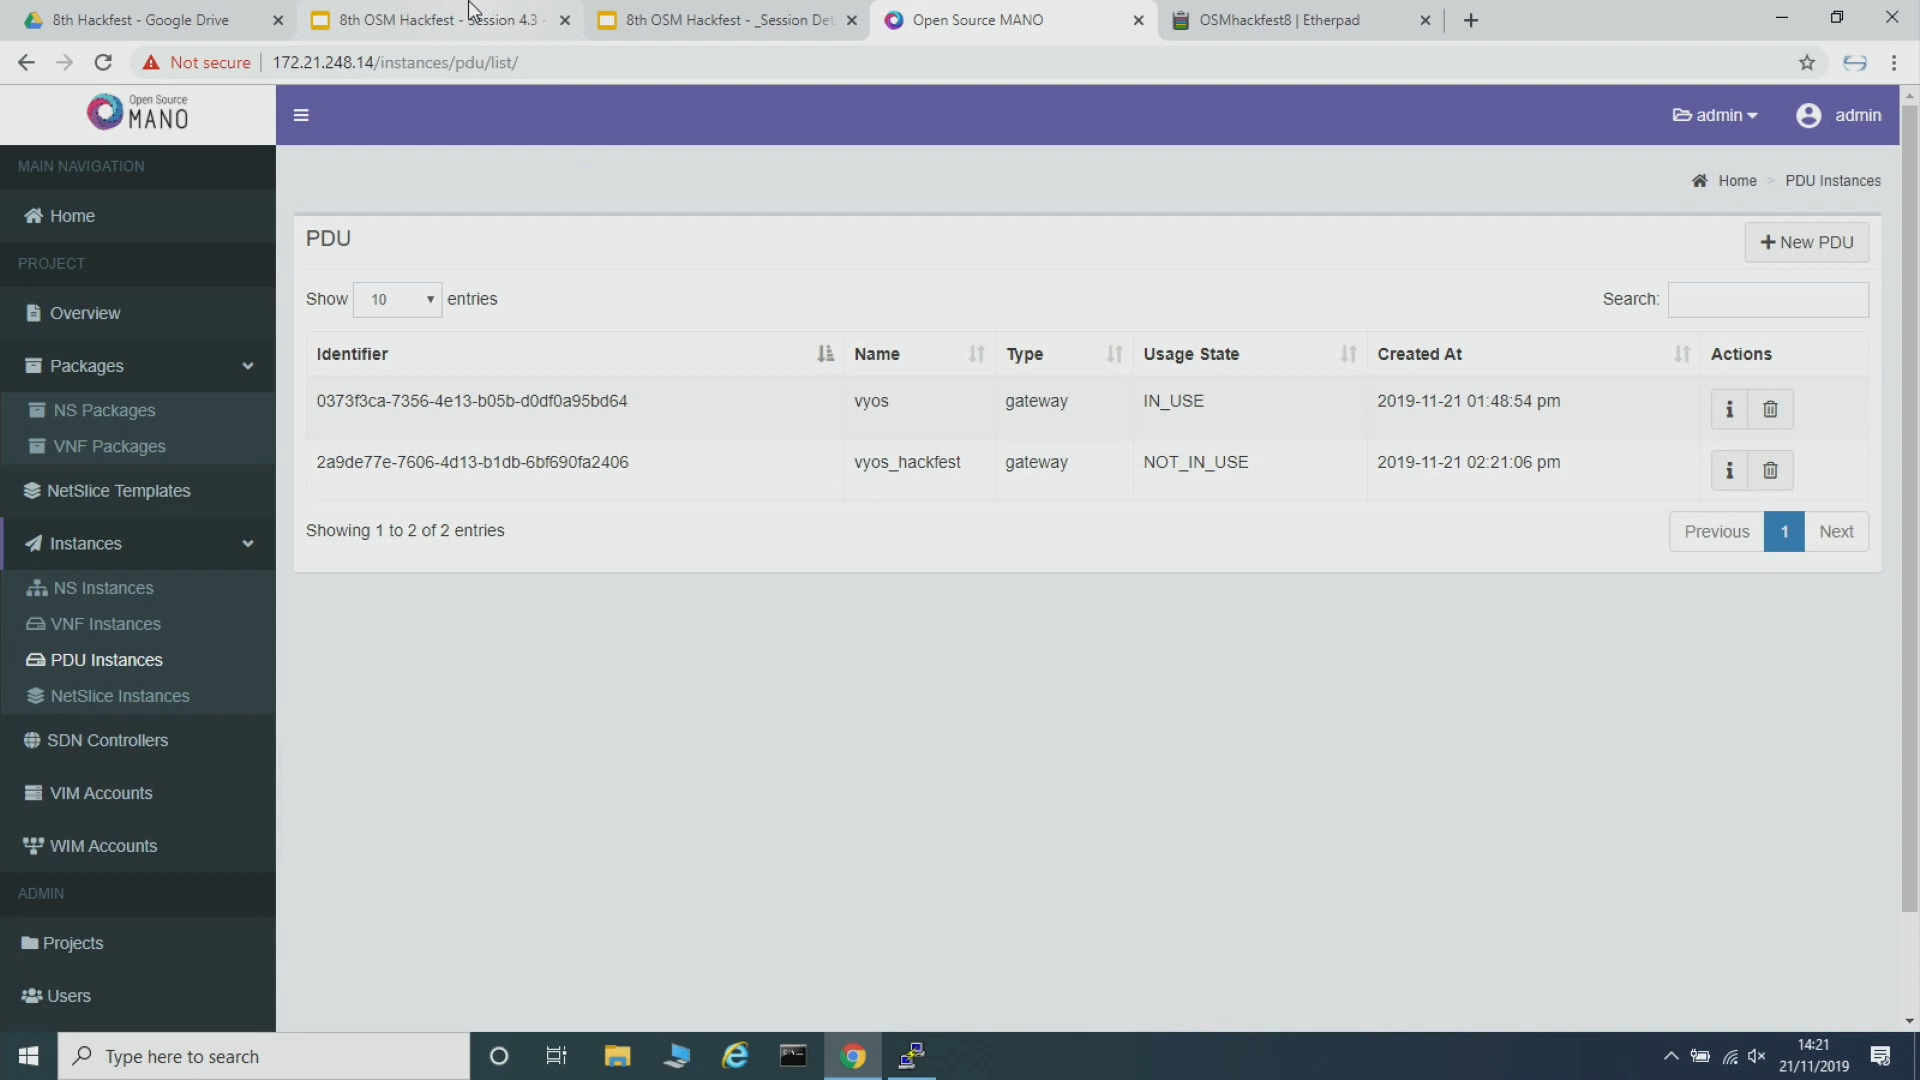 8th Hackfest - Google Drive
8th OSM Hackfest - Session 4.3 -
8th OSM Hackfest - _Session Det
Open Source MANO
OSMhackfest8 | Etherpad
Not secure
172.21.248.14/instances/pdu/list/
Open Source
MANO
admin
admin
MAIN NAVIGATION
Home
PROJECT
Overview
Packages
NS Packages
VNF Packages
NetSlice Templates
Instances
NS Instances
VNF Instances
PDU Instances
NetSlice Instances
SDN Controllers
VIM Accounts
WIM Accounts
ADMIN
Projects
Users
Home > PDU Instances
PDU
+ New PDU
Show 10 entries
Search:
Identifier Name Type Usage State Created At Actions
0373f3ca-7356-4e13-b05b-d0df0a95bd64 vyos gateway IN_USE 2019-11-21 01:48:54 pm
2a9de77e-7606-4d13-b1db-6bf690fa2406 vyos_hackfest gateway NOT_IN_USE 2019-11-21 02:21:06 pm
Showing 1 to 2 of 2 entries
Previous 1 Next
Type here to search
14:21
21/11/2019